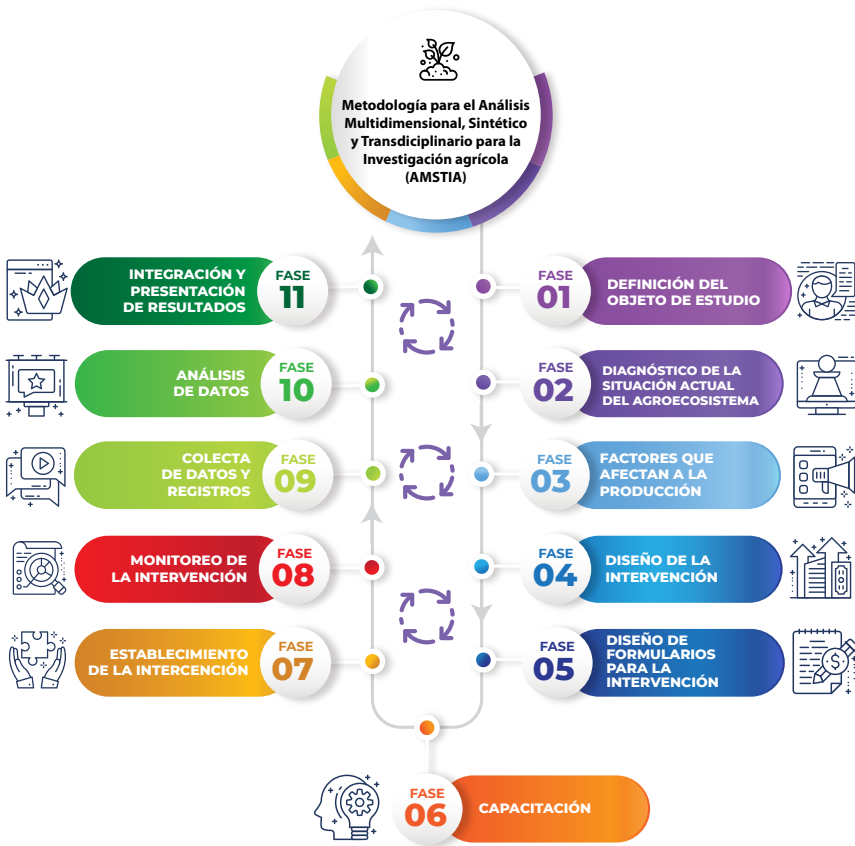 Metodología para el Análisis
Multidimensional, Sintético
y Transdiciplinario para la
Investigación agrícola
(AMSTIA)
FASE
01
DEFINICIÓN DEL
OBJETO DE ESTUDIO
FASE
02
DIAGNÓSTICO DE LA
SITUACIÓN ACTUAL
DEL AGROECOSISTEMA
FASE
03
FACTORES QUE
AFECTAN A LA
PRODUCCIÓN
FASE
04
DISEÑO DE LA
INTERVENCIÓN
FASE
05
DISEÑO DE
FORMULARIOS
PARA LA
INTERVENCIÓN
FASE
06
CAPACITACIÓN
FASE
07
ESTABLECIMIENTO
DE LA INTERCENCIÓN
FASE
08
MONITOREO DE
LA INTERVENCIÓN
FASE
09
COLECTA
DE DATOS Y
REGISTROS
FASE
10
ANÁLISIS
DE DATOS
FASE
11
INTEGRACIÓN Y
PRESENTACIÓN
DE RESULTADOS